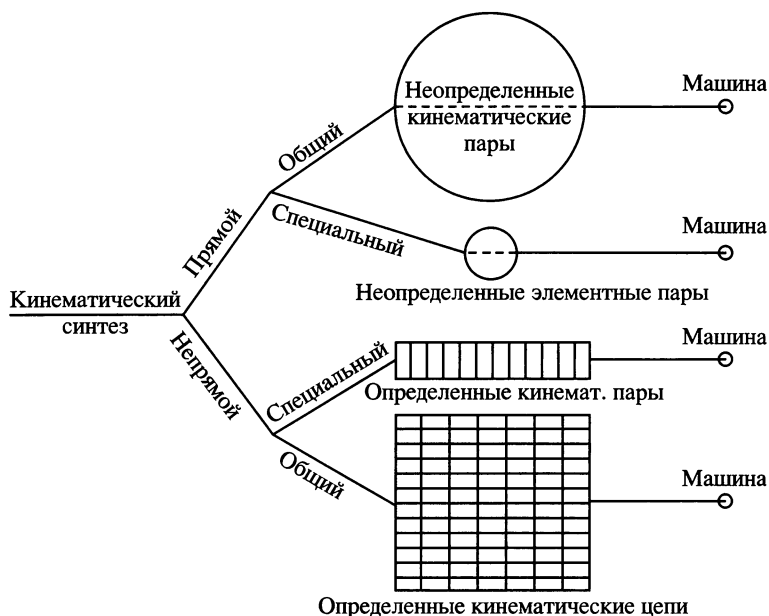 Неопределенные
кинематические
пары
Машина
Общий
Прямой
Специальный
Машина
Неопределенные элементные пары
Кинематический
синтез
Непрямой
Специальный
Машина
Определенные кинемат. пары
Общий
Машина
Определенные кинематические цепи